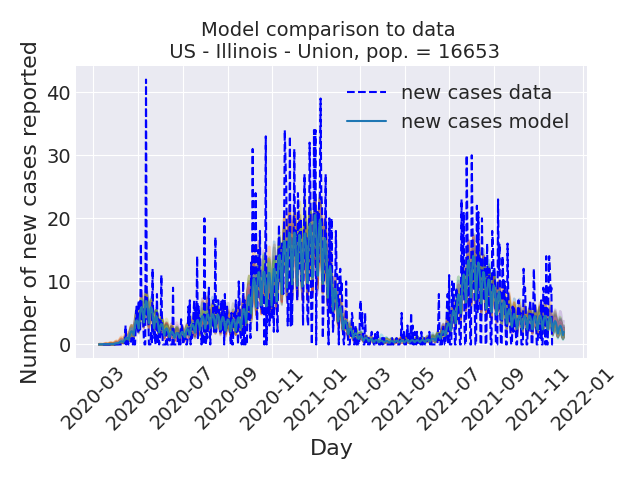 Model comparison to data
US - Illinois - Union, pop. = 16653
Number of new cases reported
40
30
20
10
0
new cases data
new cases model
2020-03
2020-05
2020-07
2020-09
2020-11
2021-01
2021-03
2021-05
2021-07
2021-09
2021-11
2022-01
Day